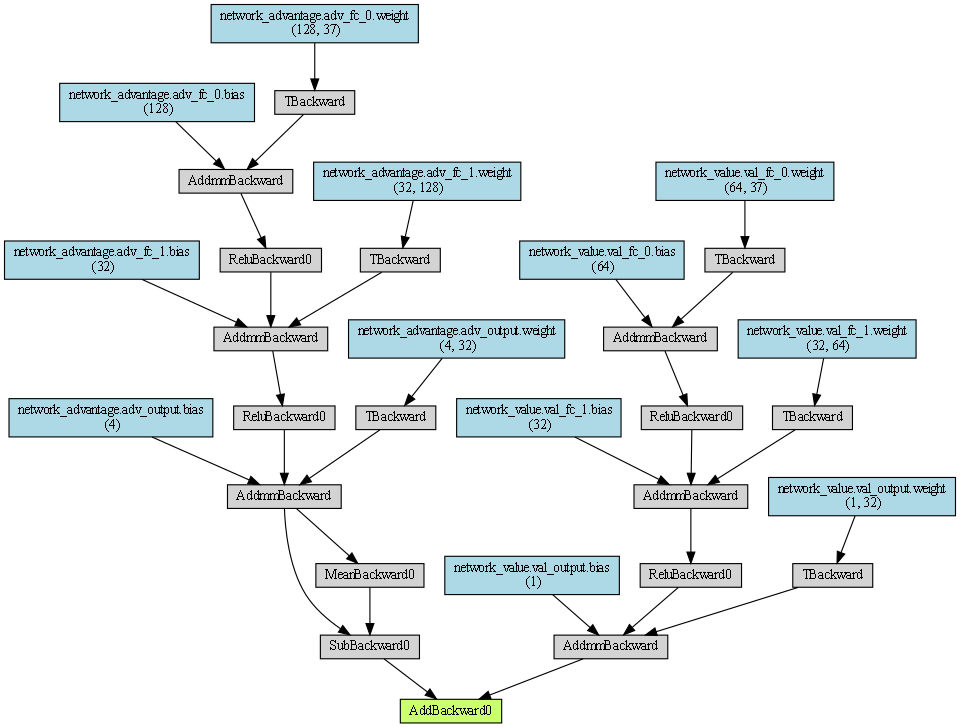 network_advantage.adv_fc_0.weight
(128, 37)
network_advantage.adv_fc_0.bias
(128)
TBackward
AddmmBackward
network_advantage.adv_fc_1.weight
(32, 128)
network_value.val_fc_0.weight
(64, 37)
network_advantage.adv_fc_1.bias
(32)
ReluBackward0
TBackward
network_value.val_fc_0.bias
(64)
TBackward
AddmmBackward
network_advantage.adv_output.weight
(4, 32)
AddmmBackward
network_value.val_fc_1.weight
(32, 64)
network_advantage.adv_output.bias
(4)
ReluBackward0
TBackward
network_value.val_fc_1.bias
(32)
ReluBackward0
TBackward
AddmmBackward
AddmmBackward
network_value.val_output.weight
(1, 32)
MeanBackward0
network_value.val_output.bias
(1)
ReluBackward0
TBackward
SubBackward0
AddmmBackward
AddBackward0